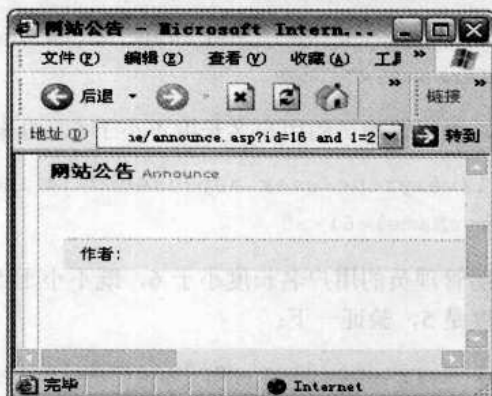 网站公告 - Microsoft Intern...
文件(F) 编辑(E) 查看(V) 收藏(A) 工具 »
后退 » 链接
地址(D) ne/announce.asp?id=16 and 1=2 转到
网站公告 Announce
作者:
完毕 Internet